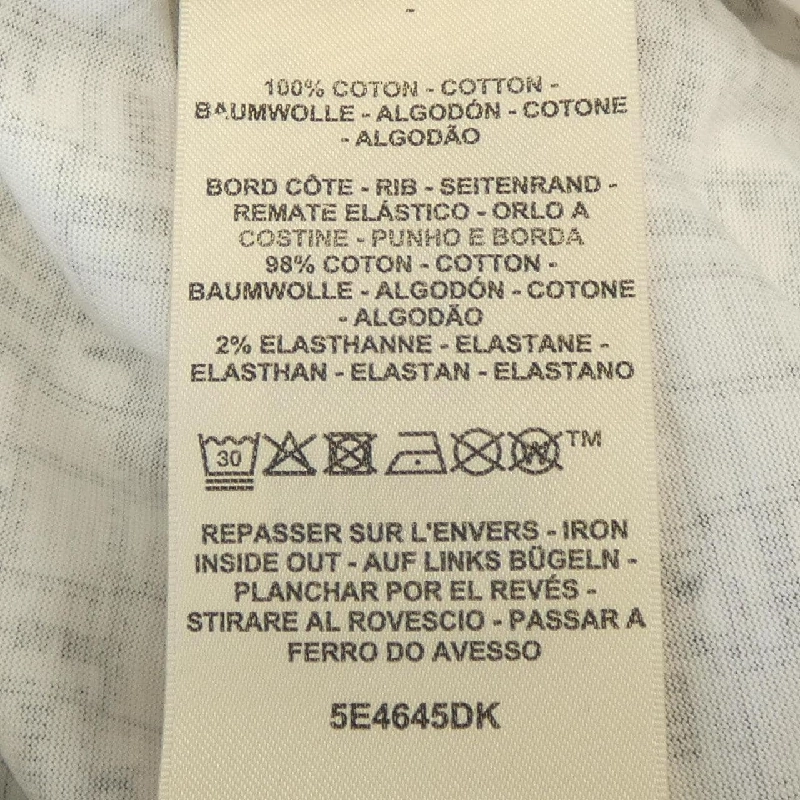 100% COTON - COTTON -
BAUMWOLLE - ALGODÓN - COTONE
- ALGODÃO
BORD CÔTE - RIB - SEITENRAND -
REMATE ELÁSTICO - ORLO A
COSTINE - PUNHO E BORDA
98% COTON - COTTON -
BAUMWOLLE - ALGODÓN - COTONE
- ALGODÃO
2% ELASTHANNE - ELASTANE -
ELASTHAN - ELASTAN - ELASTANO
30 W TM
REPASSER SUR L'ENVERS - IRON
INSIDE OUT - AUF LINKS BÜGELN -
PLANCHAR POR EL REVÉS -
STIRARE AL ROVESCIO - PASSAR A
FERRO DO AVESSO
5E4645DK